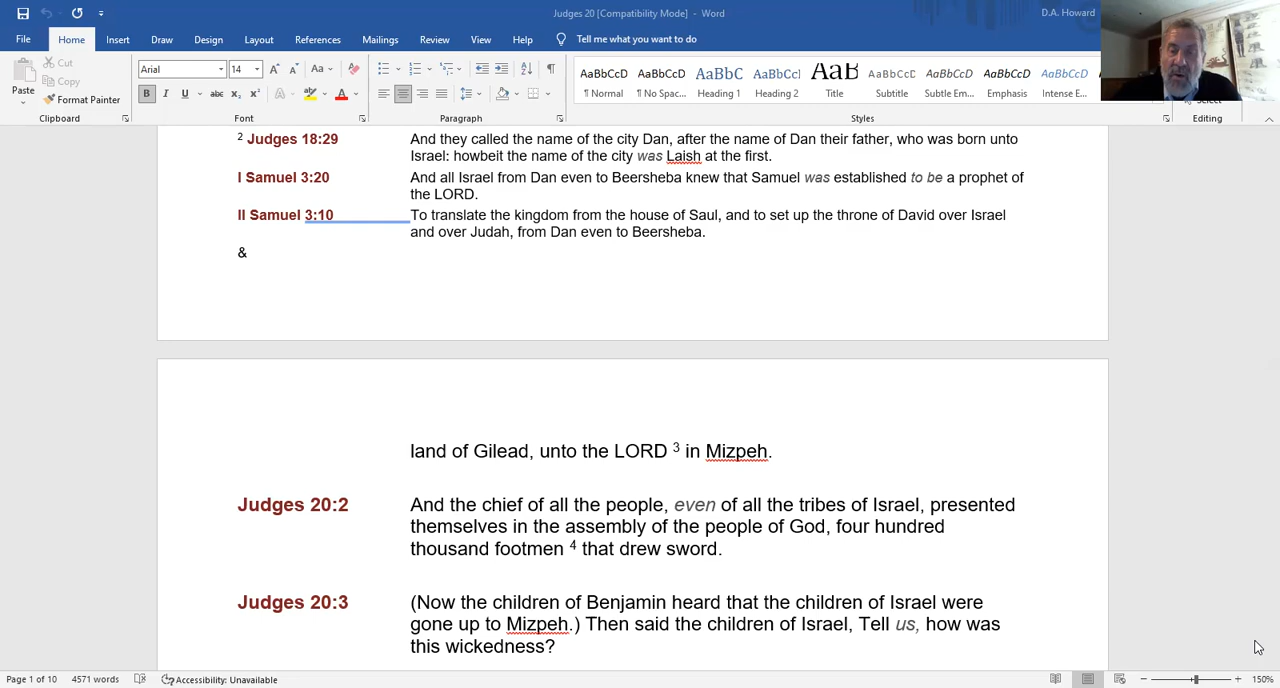 Judges 20 [Compatibility Mode] - Word
D.A. Howard
File Home Insert Draw Design Layout References Mailings Review View Help Tell me what you want to do
Paste
Cut
Copy
Format Painter
Clipboard
Arial 14
Aa
B I U abc x₂ x²
A
Font
Paragraph
AaBbCcD AaBbCcD AaBbC AaBbCcI AaB AaBbCcD AaBbCcD AaBbCcD AaBbCcD
¶ Normal ¶ No Spac... Heading 1 Heading 2 Title Subtitle Subtle Em... Emphasis Intense E...
Styles
Select
Editing
² Judges 18:29 And they called the name of the city Dan, after the name of Dan their father, who was born unto
Israel: howbeit the name of the city was Laish at the first.
I Samuel 3:20 And all Israel from Dan even to Beersheba knew that Samuel was established to be a prophet of
the LORD.
II Samuel 3:10 To translate the kingdom from the house of Saul, and to set up the throne of David over Israel
and over Judah, from Dan even to Beersheba.
&
land of Gilead, unto the LORD ³ in Mizpeh.
Judges 20:2 And the chief of all the people, even of all the tribes of Israel, presented
themselves in the assembly of the people of God, four hundred
thousand footmen ⁴ that drew sword.
Judges 20:3 (Now the children of Benjamin heard that the children of Israel were
gone up to Mizpeh.) Then said the children of Israel, Tell us, how was
this wickedness?
Page 1 of 10 4571 words Accessibility: Unavailable 150%